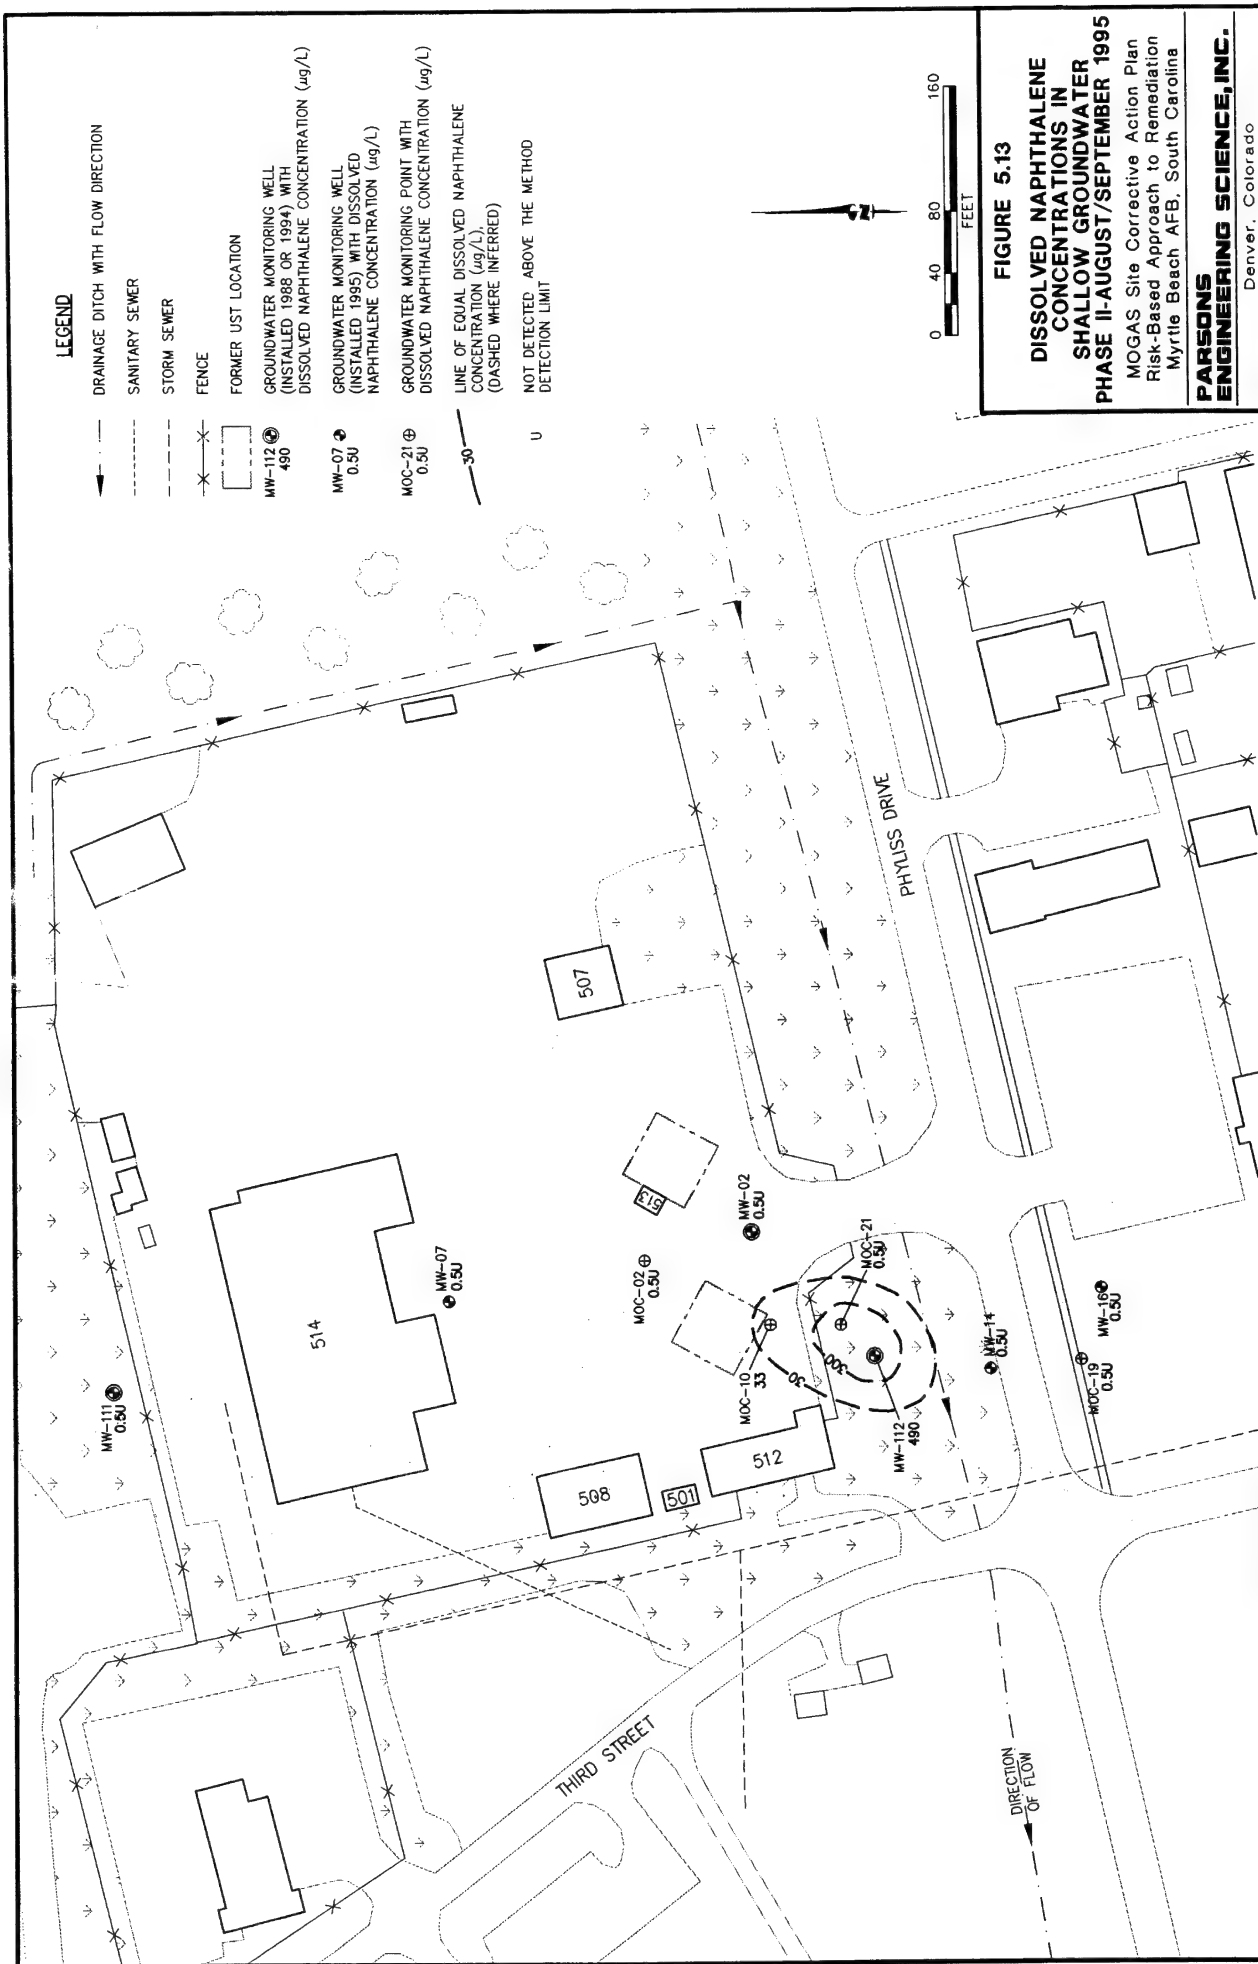 LEGEND
DRAINAGE DITCH WITH FLOW DIRECTION
SANITARY SEWER
STORM SEWER
FENCE
FORMER UST LOCATION
MW-112
490
GROUNDWATER MONITORING WELL
(INSTALLED 1988 OR 1994) WITH
DISSOLVED NAPHTHALENE CONCENTRATION (ug/L)
MW-07
0.5U
GROUNDWATER MONITORING WELL
(INSTALLED 1995) WITH DISSOLVED
NAPHTHALENE CONCENTRATION (ug/L)
MOC-21
0.5U
GROUNDWATER MONITORING POINT WITH
DISSOLVED NAPHTHALENE CONCENTRATION (ug/L)
30
LINE OF EQUAL DISSOLVED NAPHTHALENE
CONCENTRATION (ug/L),
(DASHED WHERE INFERRED)
U
NOT DETECTED ABOVE THE METHOD
DETECTION LIMIT
N
0 40 80 160
FEET
FIGURE 5.13
DISSOLVED NAPHTHALENE
CONCENTRATIONS IN
SHALLOW GROUNDWATER
PHASE II-AUGUST/SEPTEMBER 1995
MOGAS Site Corrective Action Plan
Risk-Based Approach to Remediation
Myrtle Beach AFB, South Carolina
PARSONS
ENGINEERING SCIENCE, INC.
Denver, Colorado
MW-111
0.5U
514
MW-07
0.5U
507
513
MOC-02
0.5U
MW-02
0.5U
508
501
512
MOC-10
33
30
300
MOC-21
0.5U
MW-112
490
MW-14
0.5U
MOC-19
0.5U
MW-16
0.5U
PHYLISS DRIVE
THIRD STREET
DIRECTION
OF FLOW